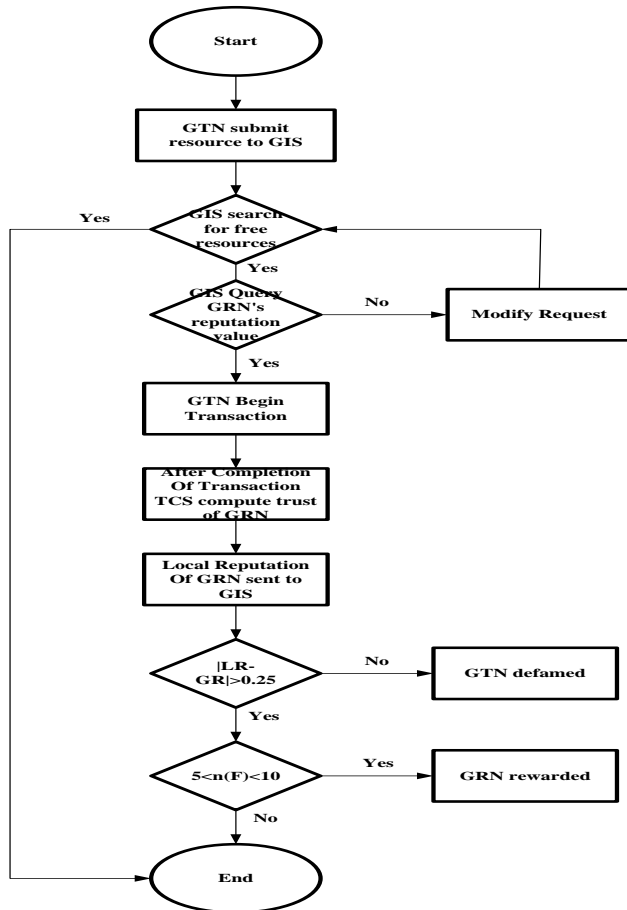 Start
GTN submit
resource to GIS
Yes
GIS search
for free
resources
Yes
GIS Query
GRN's
reputation
value
No
Modify Request
Yes
GTN Begin
Transaction
After Completion
Of Transaction
TCS compute trust
of GRN
Local Reputation
Of GRN sent to
GIS
|LR-
GR|>0.25
No
GTN defamed
Yes
5<n(F)<10
Yes
GRN rewarded
No
End